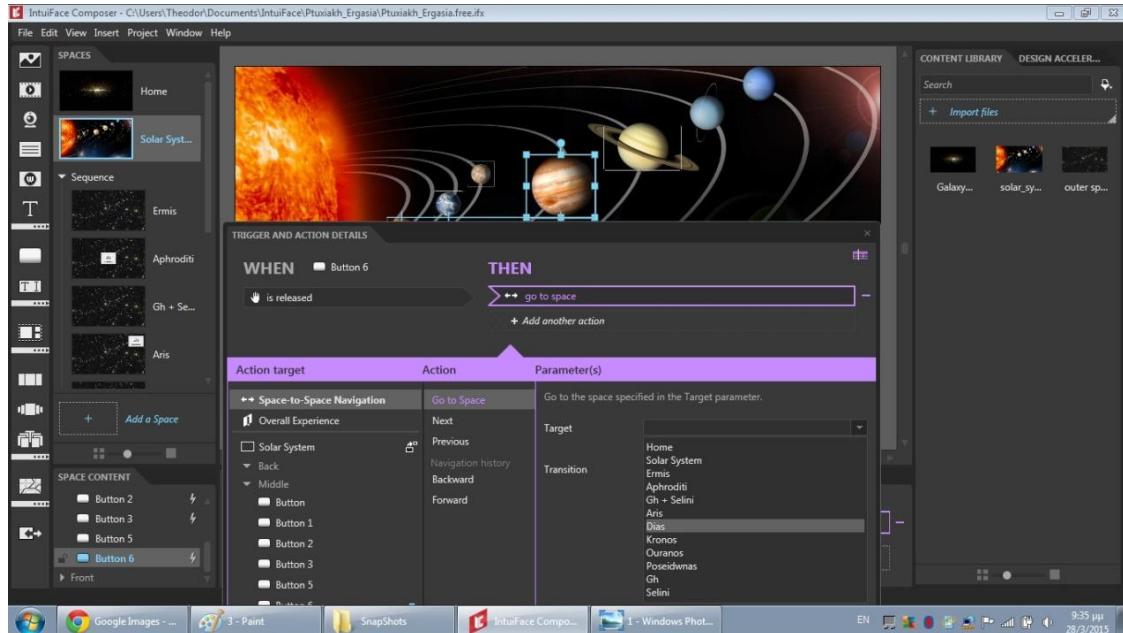 IntuiFace Composer - C:\Users\Theodor\Documents\IntuiFace\Ptuxiakh_Ergasia\Ptuxiakh_Ergasia.free.ifx
File Edit View Insert Project Window Help
SPACES
Home
Solar Syst...
Sequence
Ermis
Aphroditi
Gh + Se...
Aris
+ Add a Space
SPACE CONTENT
Button 2
Button 3
Button 5
Button 6
Front
TRIGGER AND ACTION DETAILS
WHEN Button 6
THEN
is released
go to space
+ Add another action
Action target
Action
Parameter(s)
Space-to-Space Navigation
Overall Experience
Solar System
Back
Middle
Button
Button 1
Button 2
Button 3
Button 5
Go to Space
Next
Previous
Navigation history
Backward
Forward
Go to the space specified in the Target parameter.
Target
Transition
Home
Solar System
Ermis
Aphroditi
Gh + Selini
Aris
Dias
Kronos
Ouranos
Poseidwnas
Gh
Selini
CONTENT LIBRARY
DESIGN ACCELER...
Search
+ Import files
Galaxy...
solar_sy...
outer sp...
Google Images - ...
3 - Paint
SnapShots
IntuiFace Compo...
1 - Windows Phot...
EN
9:35 μμ
28/3/2015